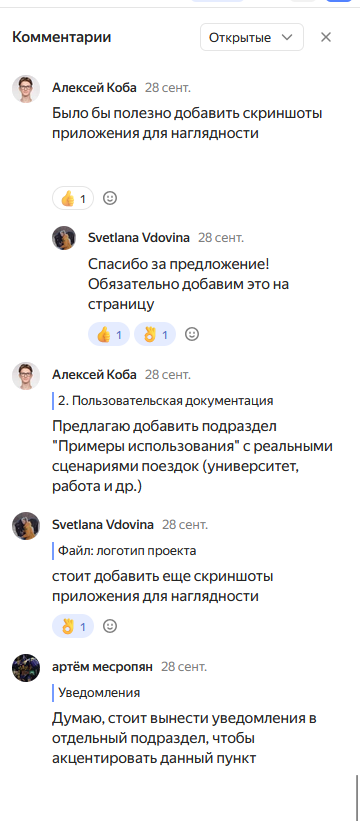 Комментарии
Открытые
Алексей Коба 28 сент.
Было бы полезно добавить скриншоты
приложения для наглядности
1
Svetlana Vdovina 28 сент.
Спасибо за предложение!
Обязательно добавим это на
страницу
1 1
Алексей Коба 28 сент.
2. Пользовательская документация
Предлагаю добавить подраздел
"Примеры использования" с реальными
сценариями поездок (университет,
работа и др.)
Svetlana Vdovina 28 сент.
Файл: логотип проекта
стоит добавить еще скриншоты
приложения для наглядности
1
артём месропян 28 сент.
Уведомления
Думаю, стоит вынести уведомления в
отдельный подраздел, чтобы
акцентировать данный пункт